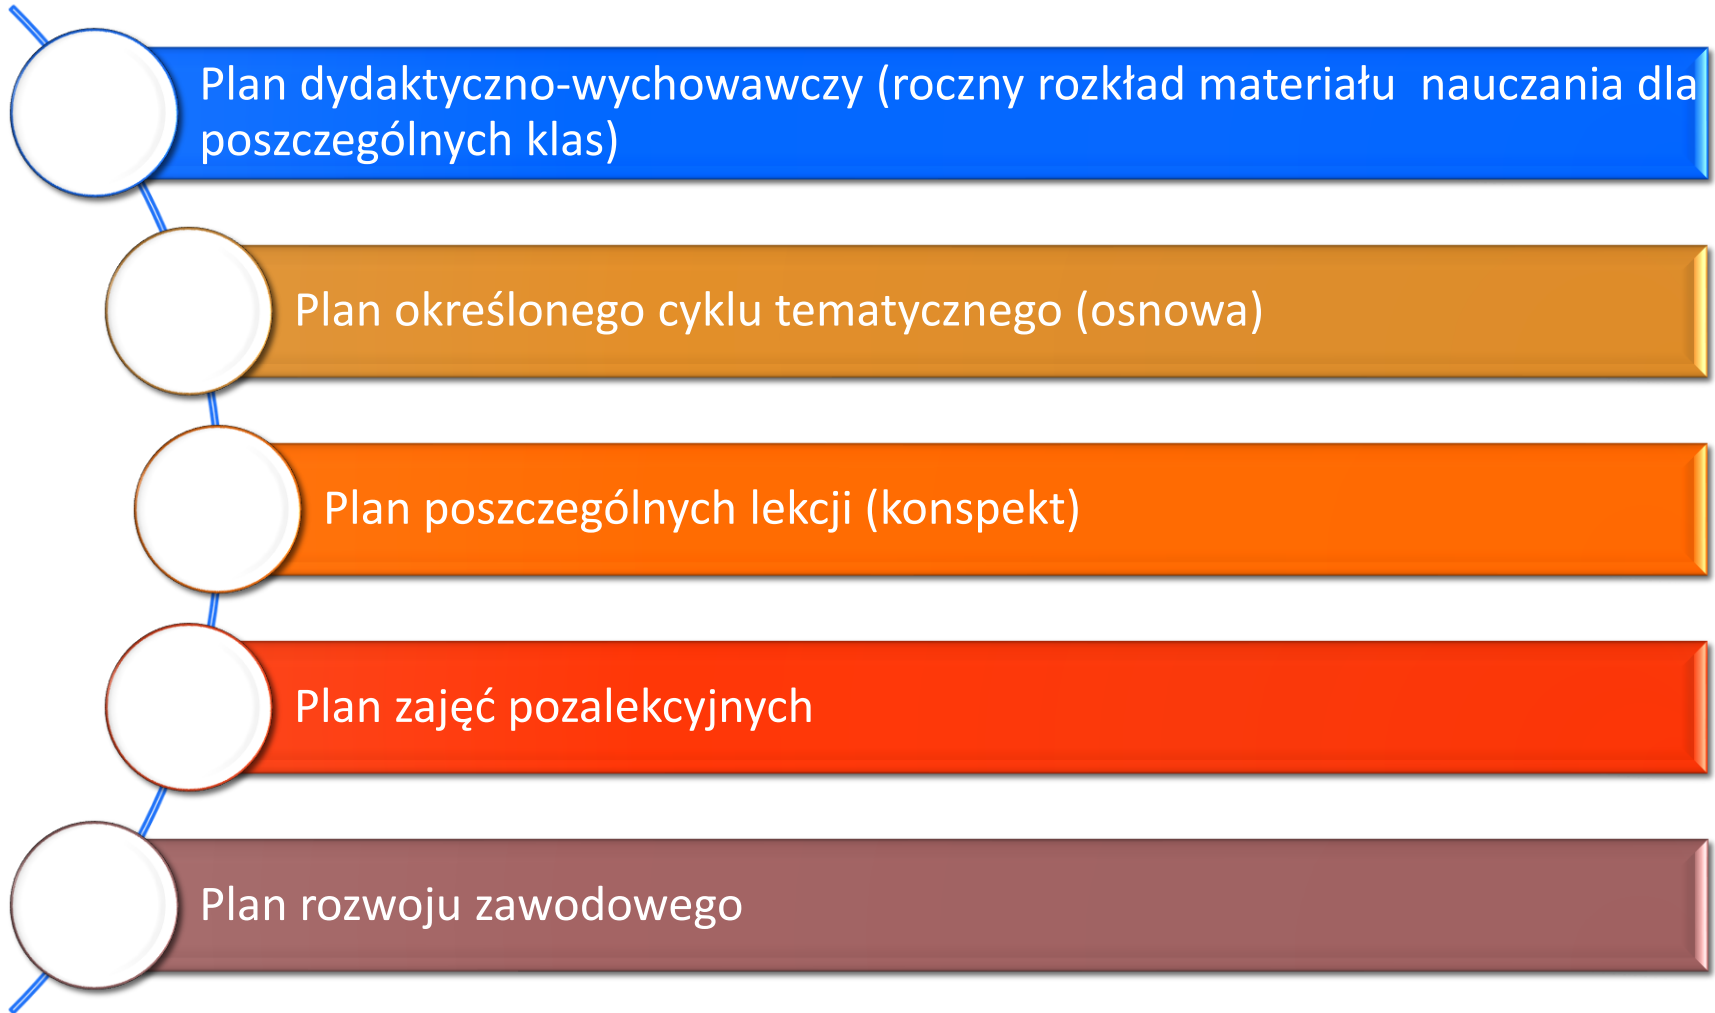 Plan dydaktyczno-wychowawczy (roczny rozkład materiału  nauczania dla
poszczególnych klas)
Plan określonego cyklu tematycznego (osnowa)
Plan poszczególnych lekcji (konspekt)
Plan zajęć pozalekcyjnych
Plan rozwoju zawodowego